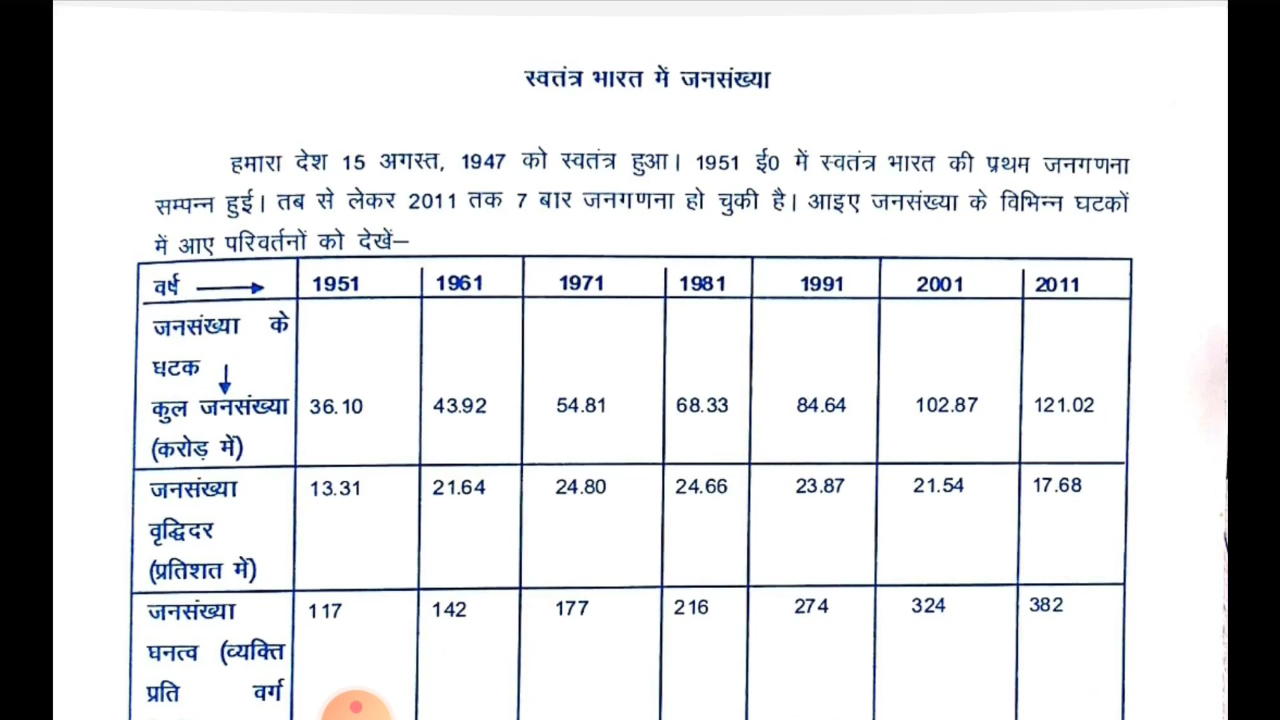 स्वतंत्र भारत में जनसंख्या
हमारा देश 15 अगस्त, 1947 को स्वतंत्र हुआ। 1951 ई0 में स्वतंत्र भारत की प्रथम जनगणना
सम्पन्न हुई। तब से लेकर 2011 तक 7 बार जनगणना हो चुकी है। आइए जनसंख्या के विभिन्न घटकों
में आए परिवर्तनों को देखें–
वर्ष → 1951 1961 1971 1981 1991 2001 2011
जनसंख्या के
घटक ↓
कुल जनसंख्या 36.10 43.92 54.81 68.33 84.64 102.87 121.02
(करोड़ में)
जनसंख्या 13.31 21.64 24.80 24.66 23.87 21.54 17.68
वृद्धिदर
(प्रतिशत में)
जनसंख्या 117 142 177 216 274 324 382
घनत्व (व्यक्ति
प्रति वर्ग